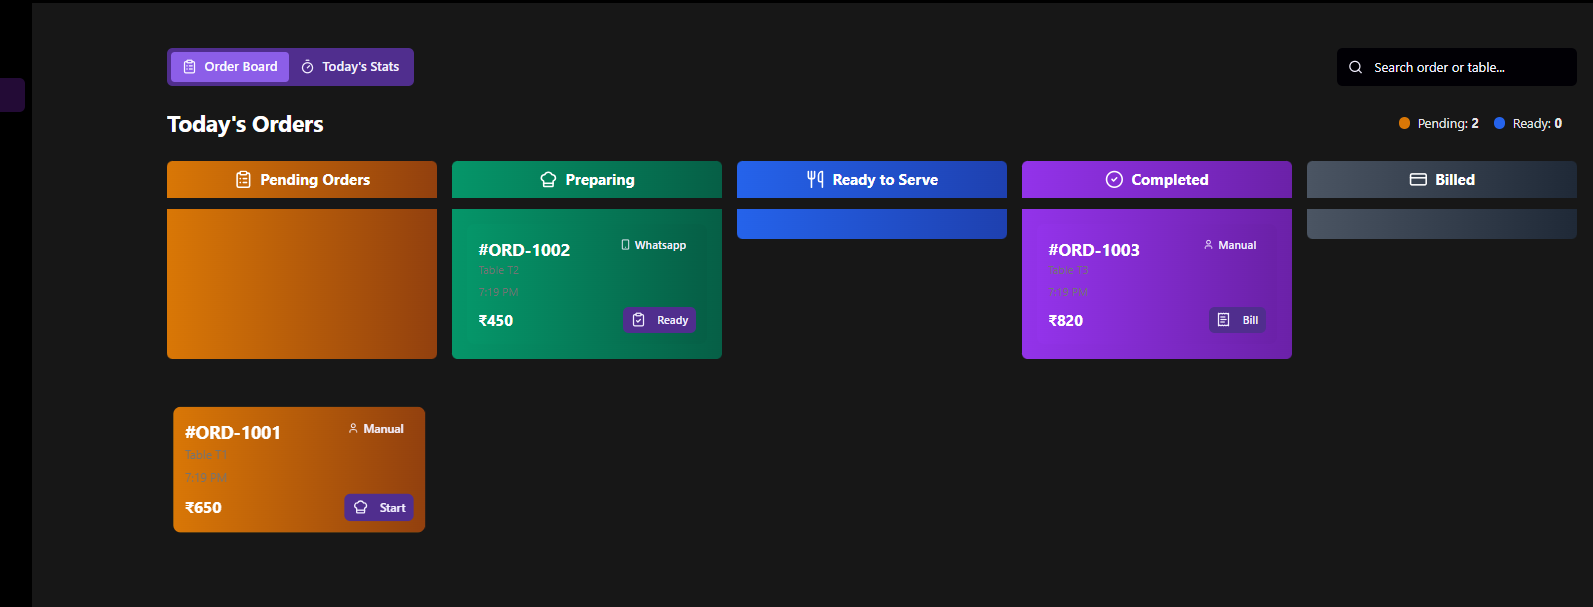 Order Board
Today's Stats
Search order or table...
Today's Orders
Pending: 2
Ready: 0
Pending Orders
Preparing
Ready to Serve
Completed
Billed
#ORD-1002
Whatsapp
Table T2
7:19 PM
₹450
Ready
#ORD-1003
Manual
Table T3
7:19 PM
₹820
Bill
#ORD-1001
Manual
Table T1
7:19 PM
₹650
Start